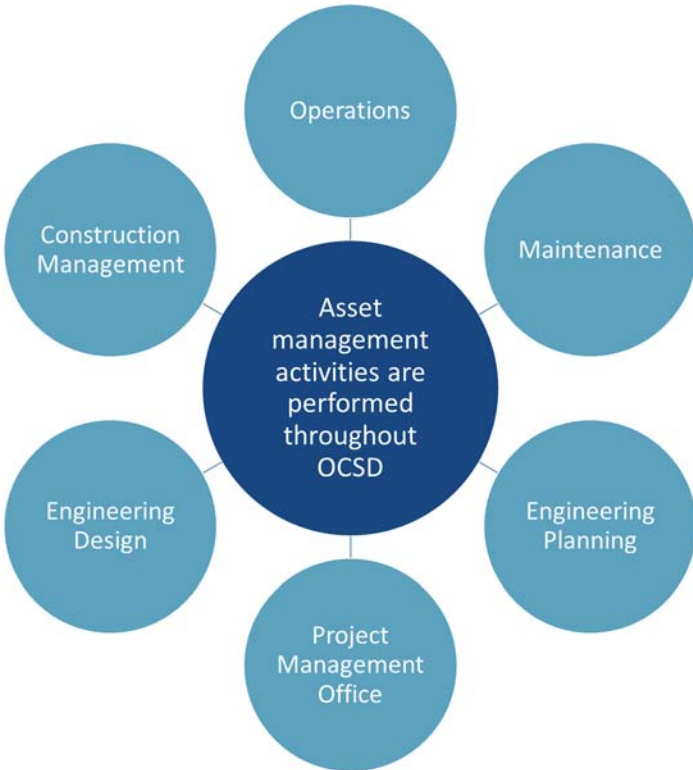 Operations
Construction
Management
Maintenance
Asset
management
activities are
performed
throughout
OCSD
Engineering
Design
Engineering
Planning
Project
Management
Office